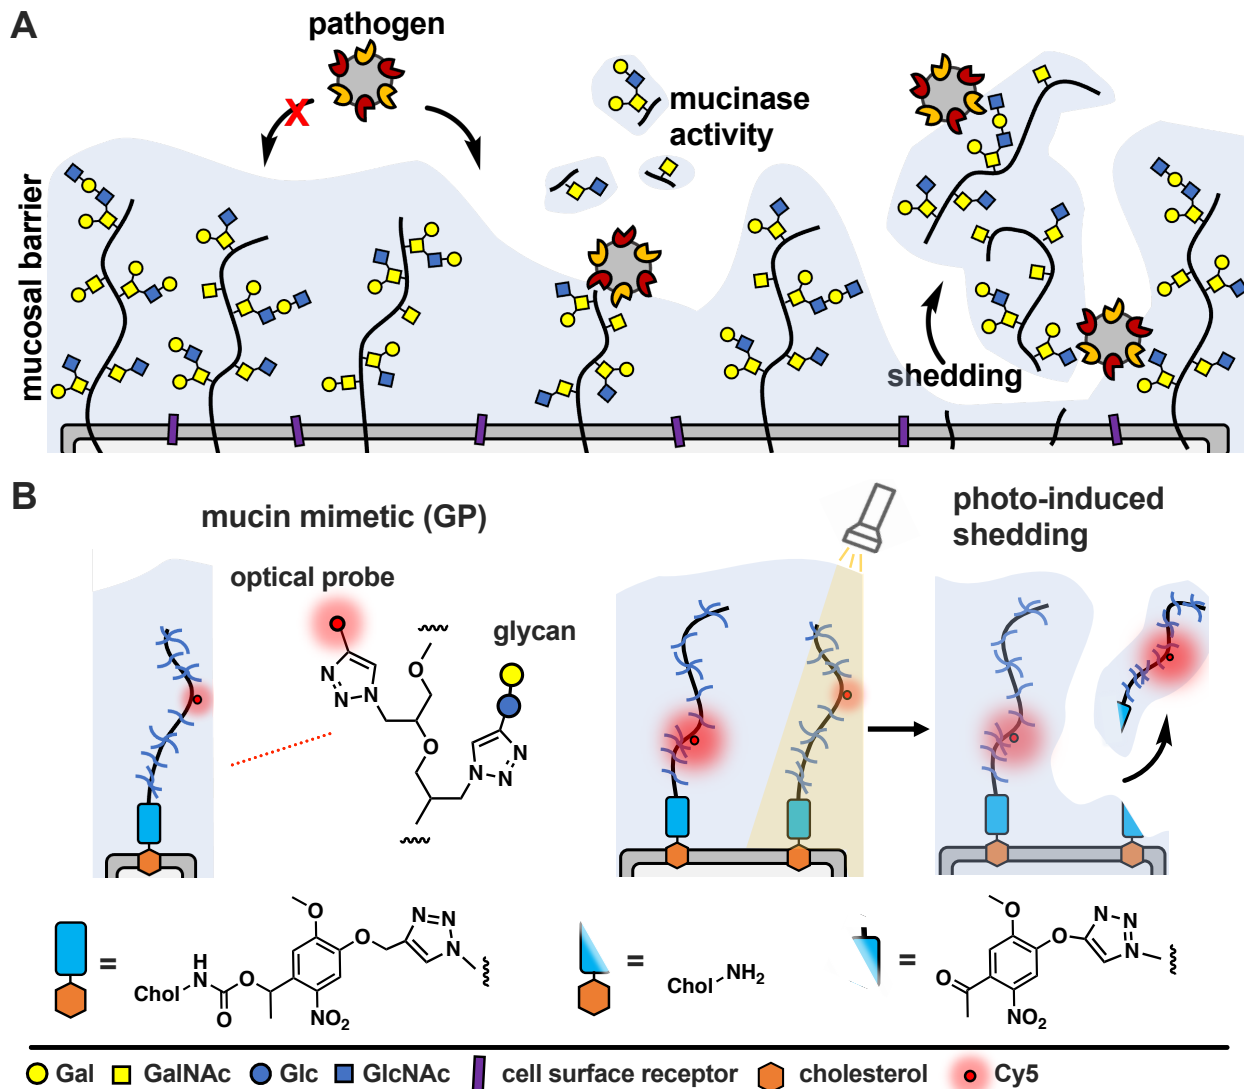 A
pathogen
X
mucinase
activity
mucosal barrier
shedding
B
mucin mimetic (GP)
photo-induced
shedding
optical probe
glycan
N
N
N
O
O
N
N
N
=
Chol
H
N
O
O
O
O
NO2
N
N
N
=
Chol
NH2
=
O
O
O
NO2
N
N
N
Gal
GalNAc
Glc
GlcNAc
cell surface receptor
cholesterol
Cy5